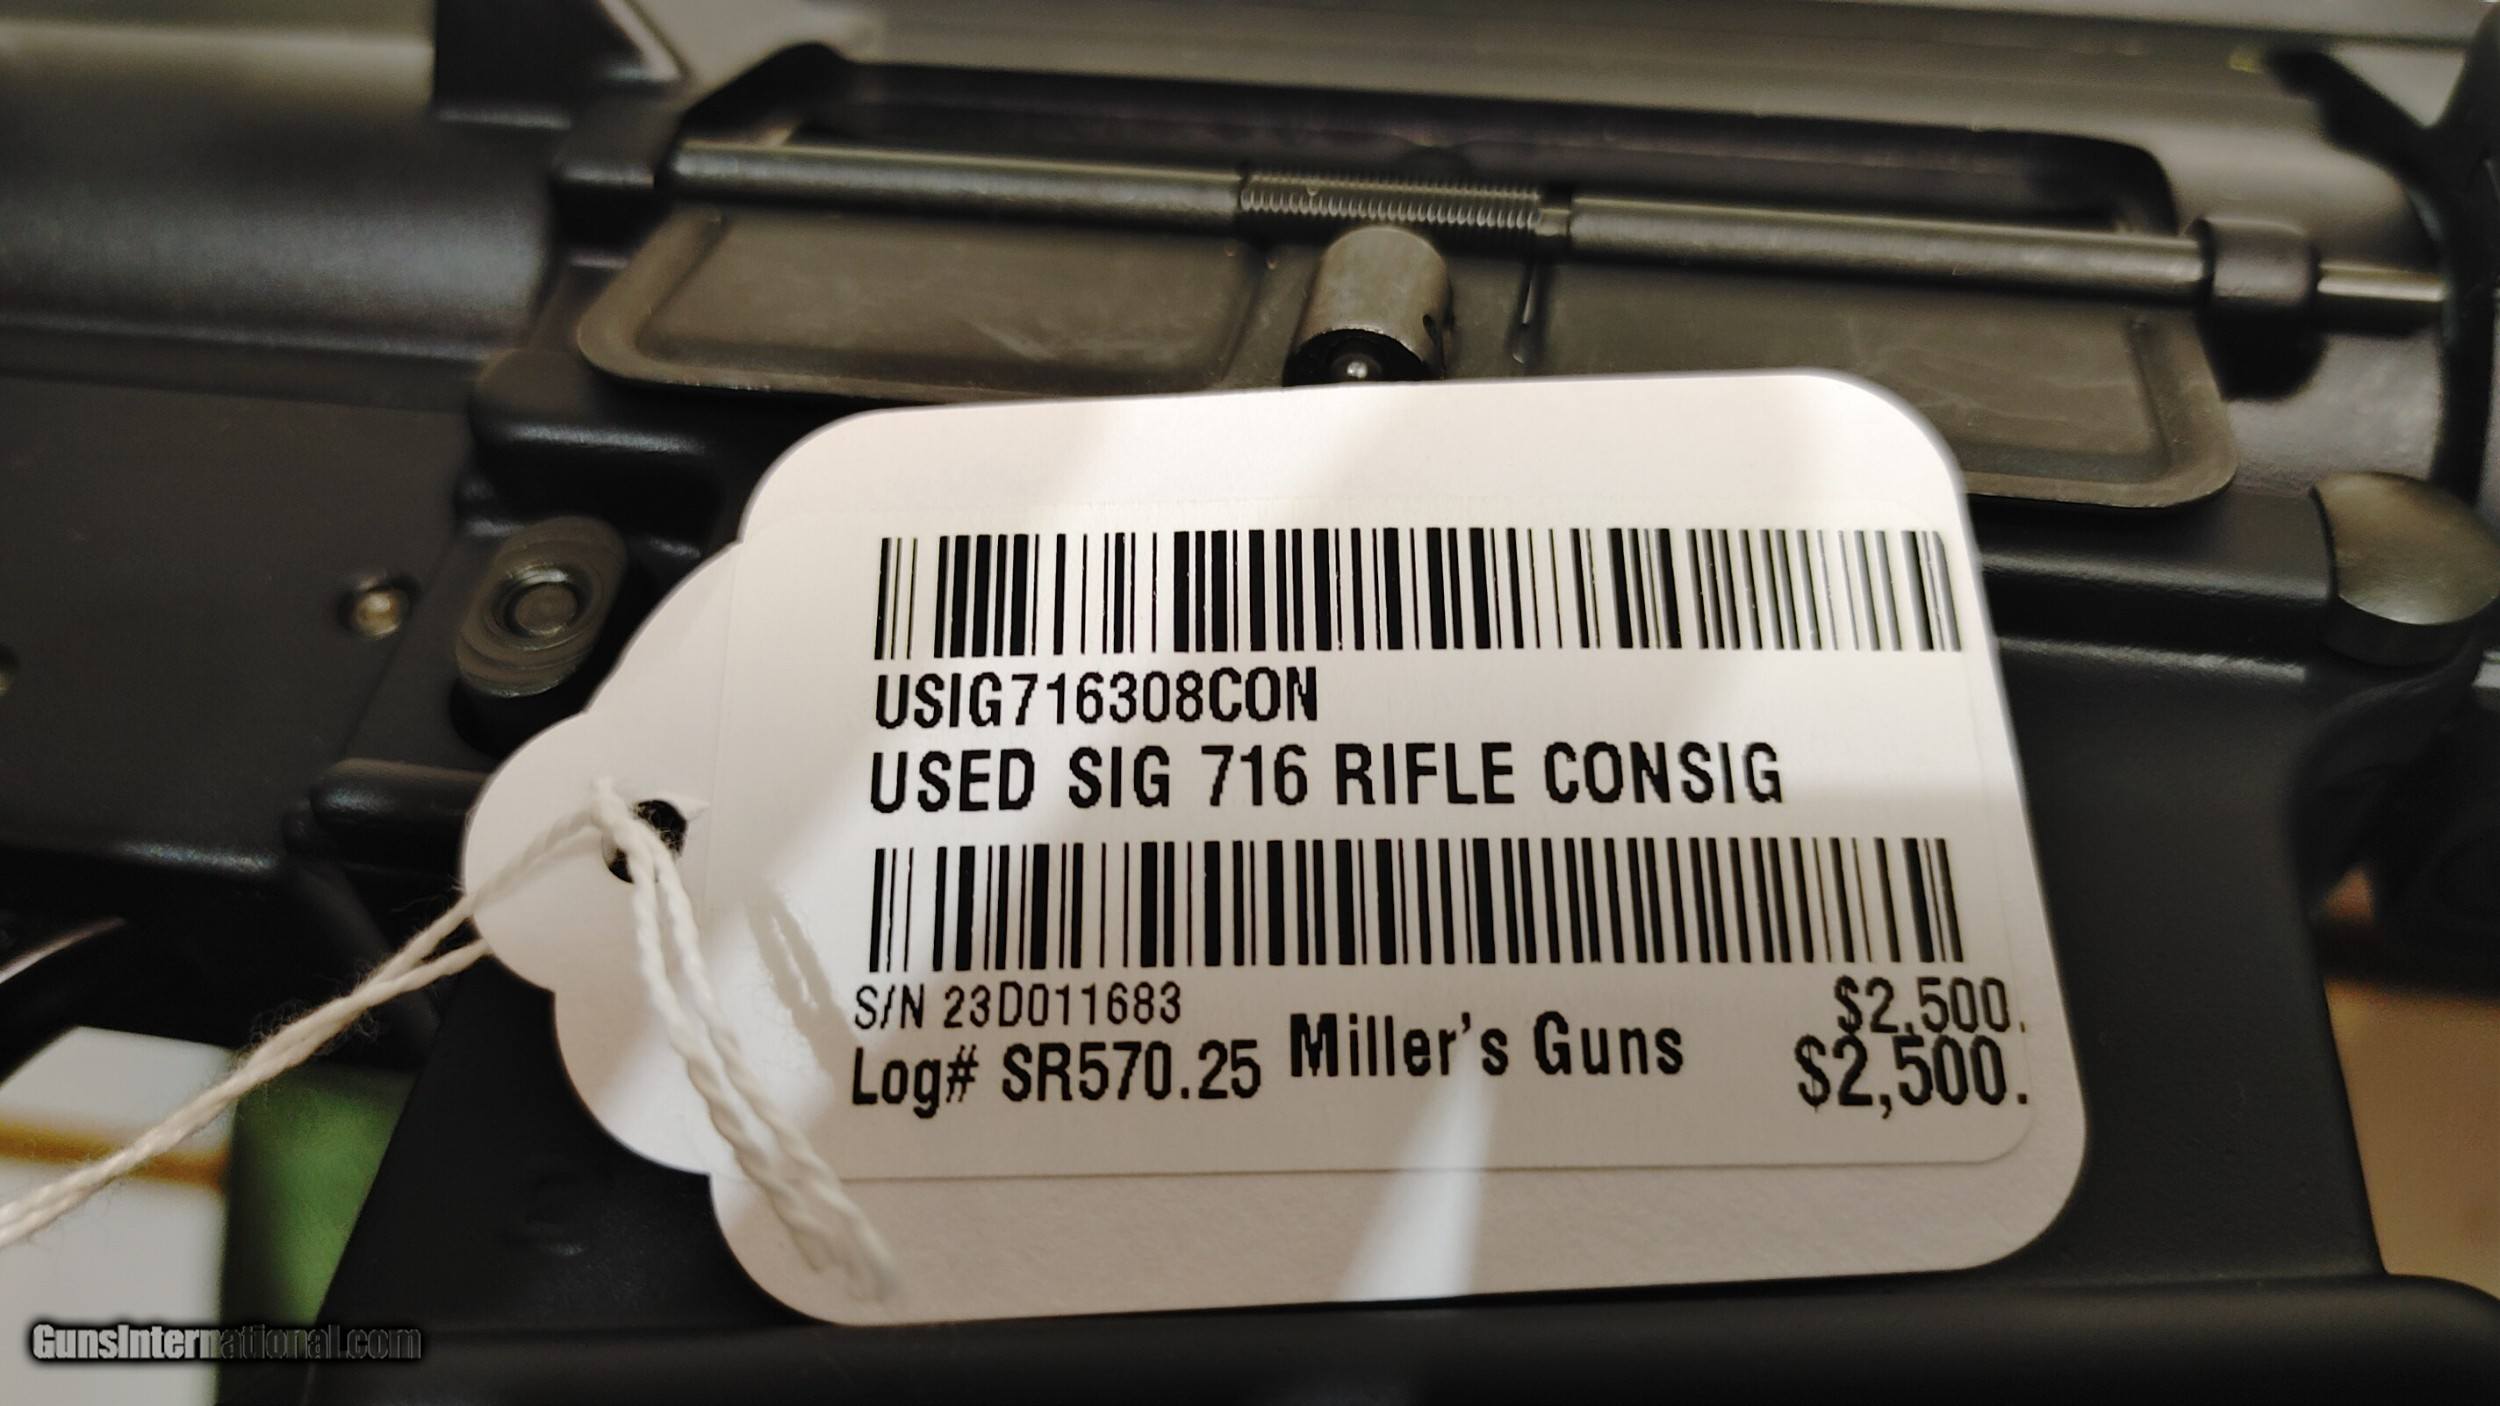 USIG716308CON
USED SIG 716 RIFLE CONSIG
S/N 23D011683
$2,500.
Log# SR570.25
Miller's Guns
$2,500.
GunsInternational.com